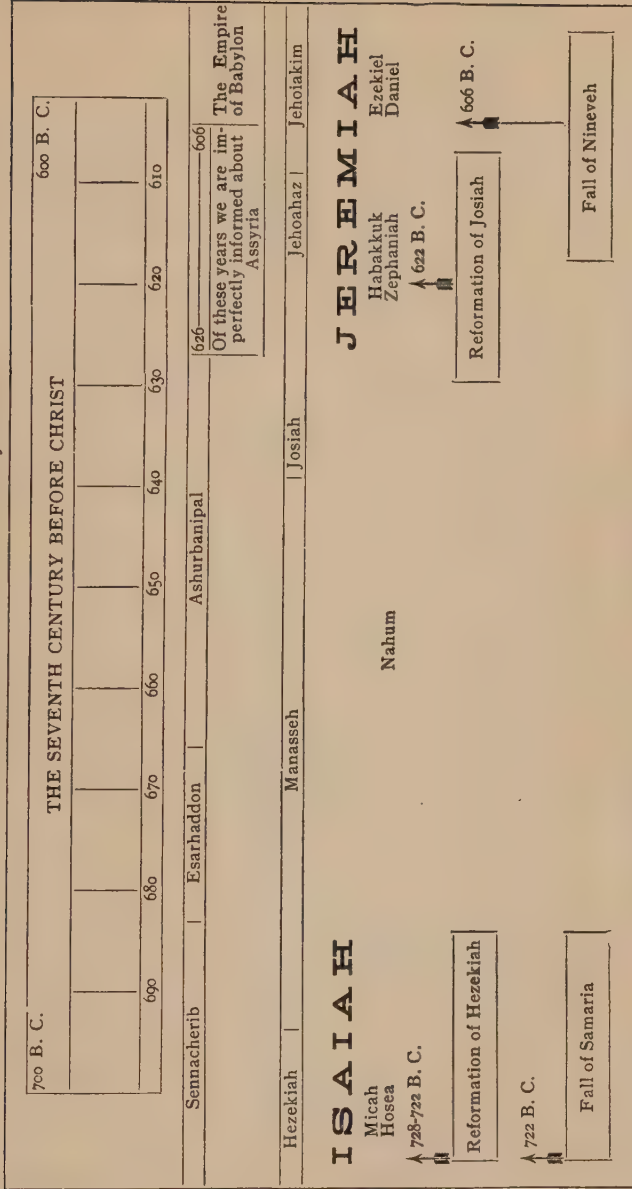 700 B. C. 600 B. C.
THE SEVENTH CENTURY BEFORE CHRIST
690 680 670 660 650 640 630 620 610
Sennacherib | Esarhaddon | Ashurbanipal
626——606
Of these years we are im-
perfectly informed about
Assyria
The Empire
of Babylon
Hezekiah | Manasseh | Josiah Jehoahaz | Jehoiakim
ISAIAH
Micah
Hosea
728-722 B. C.
Reformation of Hezekiah
722 B. C.
Fall of Samaria
Nahum
JEREMIAH
Habakkuk
Zephaniah
Ezekiel
Daniel
622 B. C.
Reformation of Josiah
606 B. C.
Fall of Nineveh